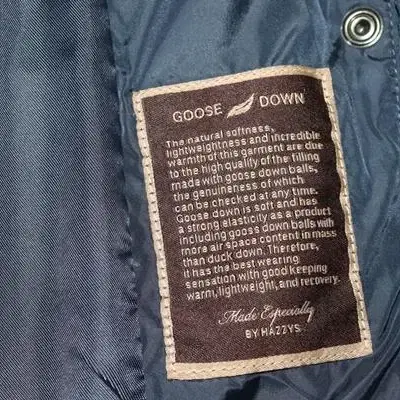 GOOSE DOWN
The natural softness,
lightweightness and incredible
warmth of this garment are due
to the high quality of the filling
made with goose down balls,
the genuineness of which
can be checked at any time.
Goose down is soft and has
a strong elasticity as a product
including goose down balls with
more air space content in mass
than duck down. Therefore,
it has the best wearing
sensation with good keeping
warm, lightweight, and recovery.
Made Especially
BY HAZZYS